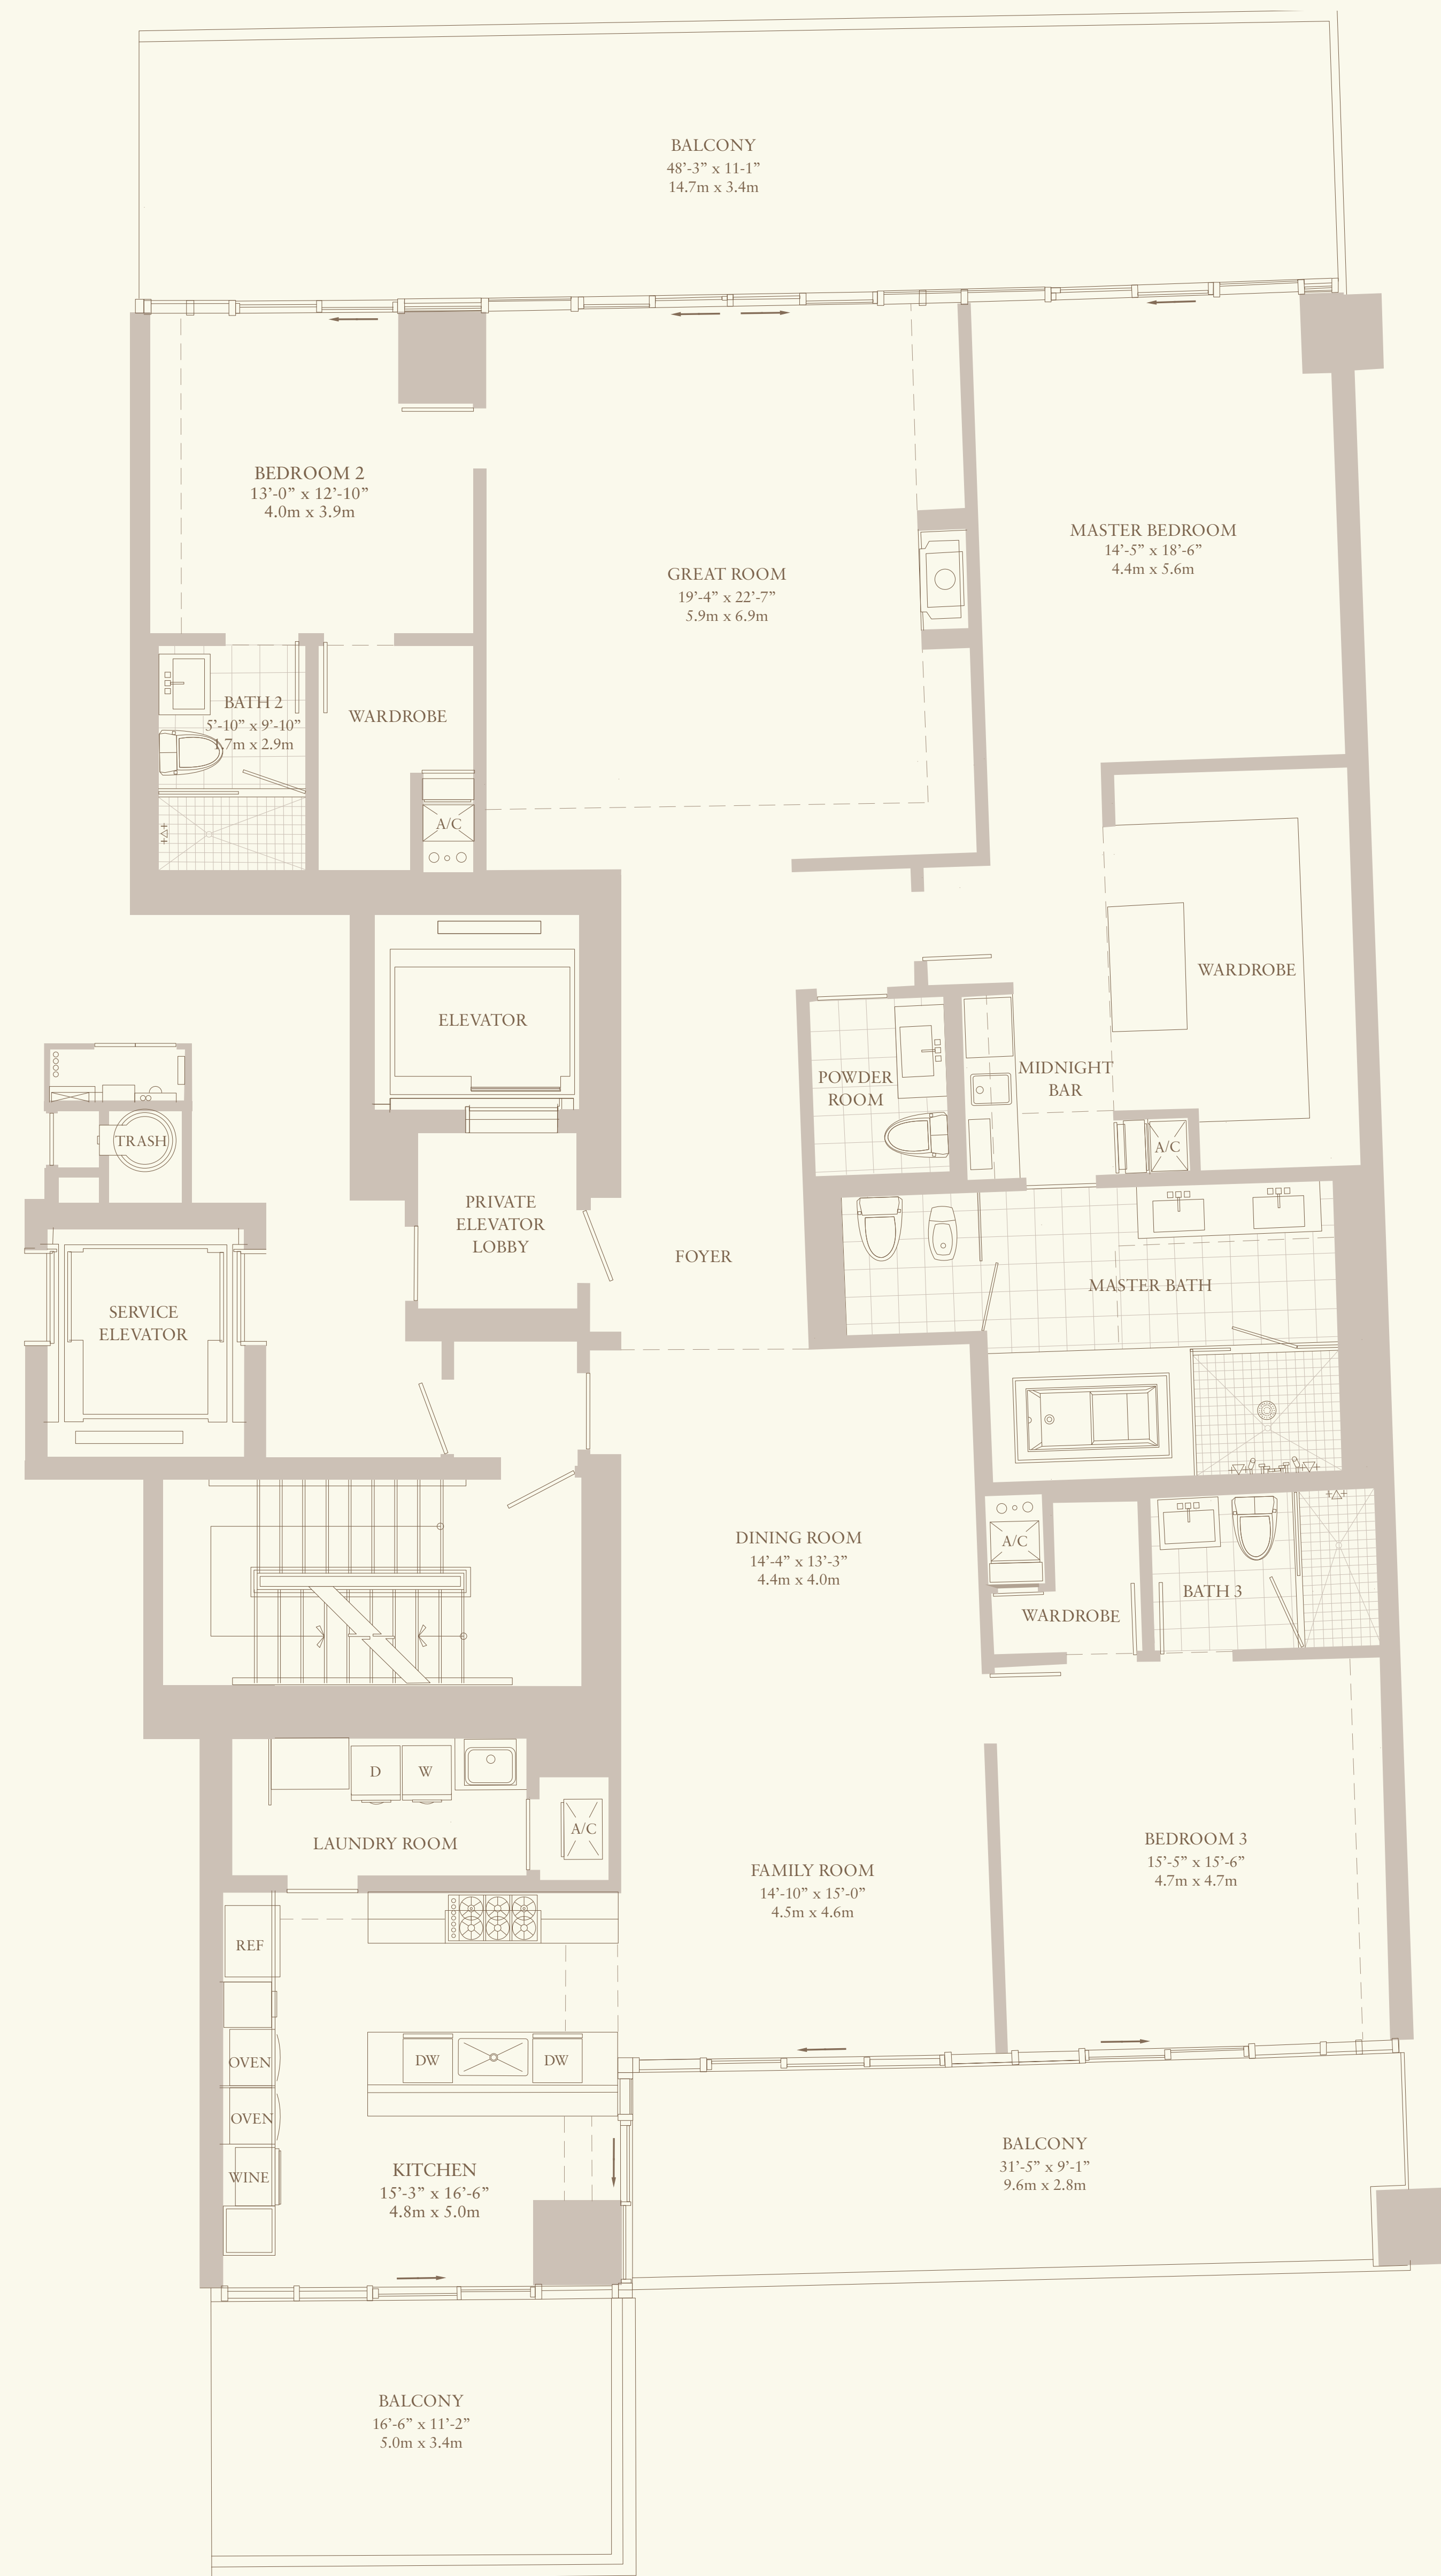 BALCONY
48’-3” x 11-1”
14.7m x 3.4m
BEDROOM 2
13’-0” x 12’-10”
4.0m x 3.9m
MASTER BEDROOM
14’-5” x 18’-6”
4.4m x 5.6m
GREAT ROOM
19’-4” x 22’-7”
5.9m x 6.9m
BATH 2
5’-10” x 9’-10”
1.7m x 2.9m
WARDROBE
A/C
WARDROBE
ELEVATOR
MIDNIGHT
BAR
POWDER
ROOM
TRASH
A/C
PRIVATE
ELEVATOR
LOBBY
FOYER
MASTER BATH
SERVICE
ELEVATOR
DINING ROOM
14’-4” x 13’-3”
4.4m x 4.0m
A/C
BATH 3
WARDROBE
D
W
A/C
LAUNDRY ROOM
BEDROOM 3
15’-5” x 15’-6”
4.7m x 4.7m
FAMILY ROOM
14’-10” x 15’-0”
4.5m x 4.6m
REF
OVEN
DW
DW
OVEN
WINE
KITCHEN
15’-3” x 16’-6”
4.8m x 5.0m
BALCONY
31’-5” x 9’-1”
9.6m x 2.8m
BALCONY
16’-6” x 11’-2”
5.0m x 3.4m